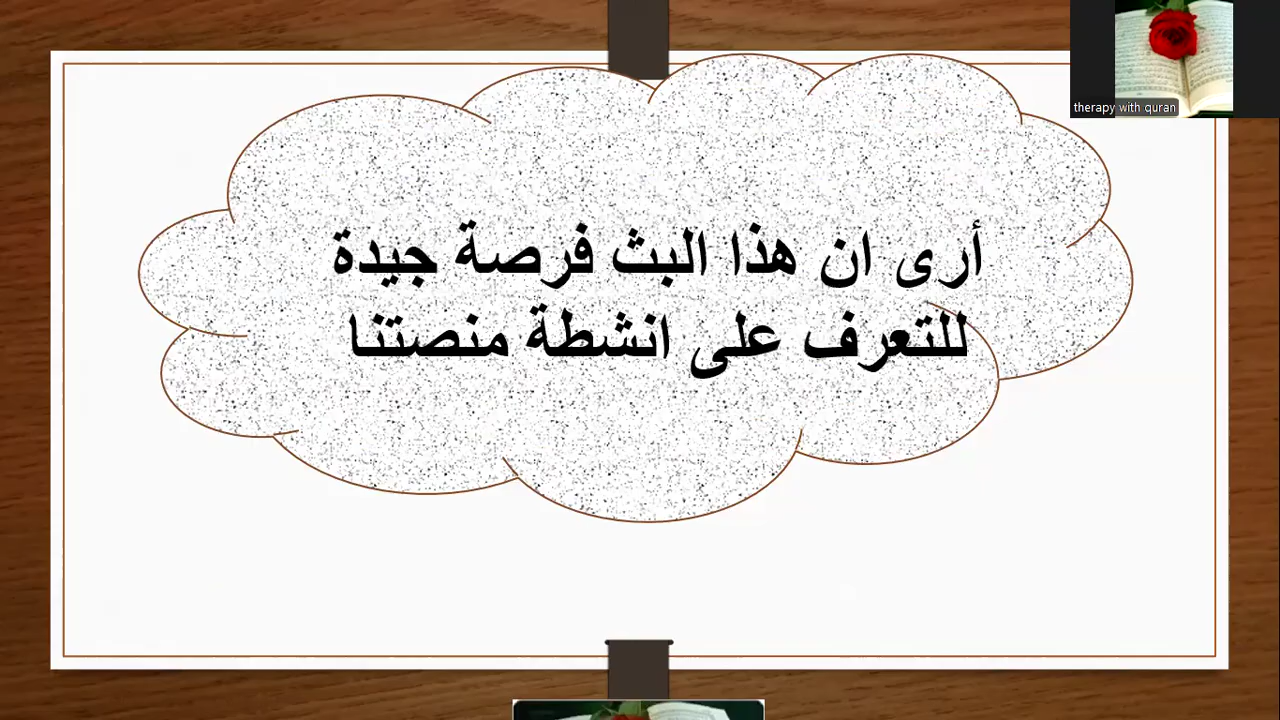 therapy with quran
أرى ان هذا البث فرصة جيدة
للتعرف على انشطة منصتنا